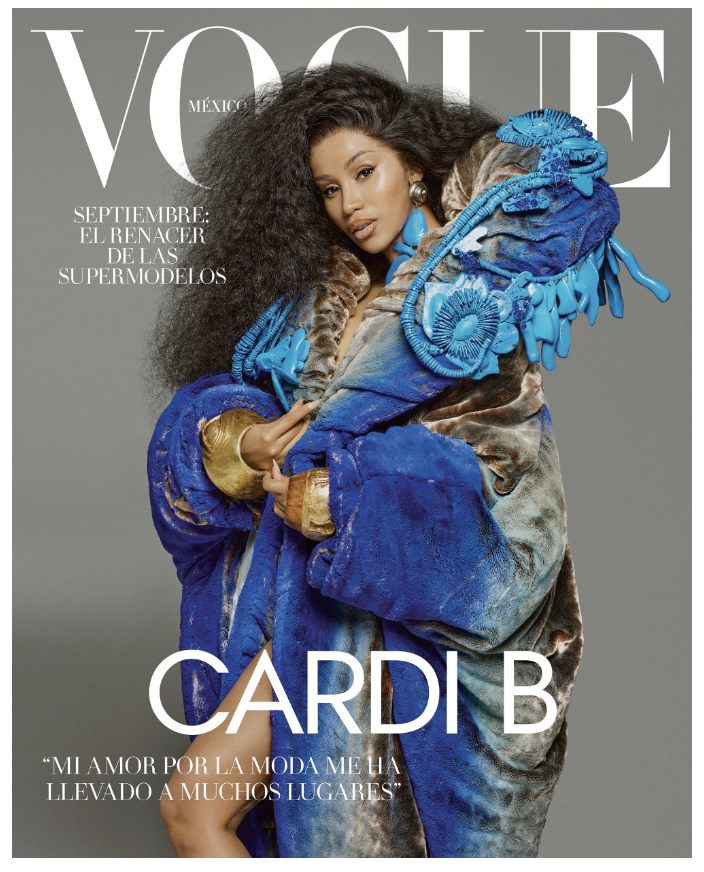 VOGUE
MÉXICO
SEPTIEMBRE:
EL RENACER
DE LAS
SUPERMODELOS
CARDI B
“MI AMOR POR LA MODA ME HA
LLEVADO A MUCHOS LUGARES”